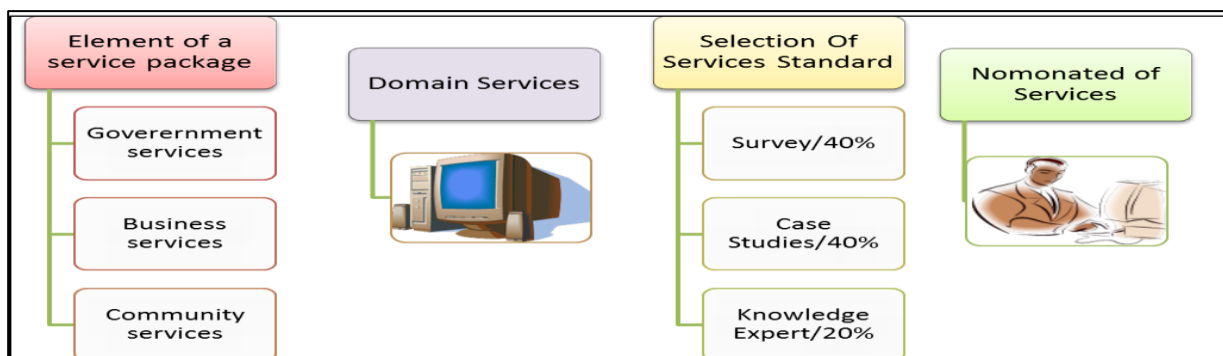 Element of a
service package
Goverernment
services
Business
services
Community
services
Domain Services
Selection Of
Services Standard
Survey/40%
Case
Studies/40%
Knowledge
Expert/20%
Nomonated of
Services